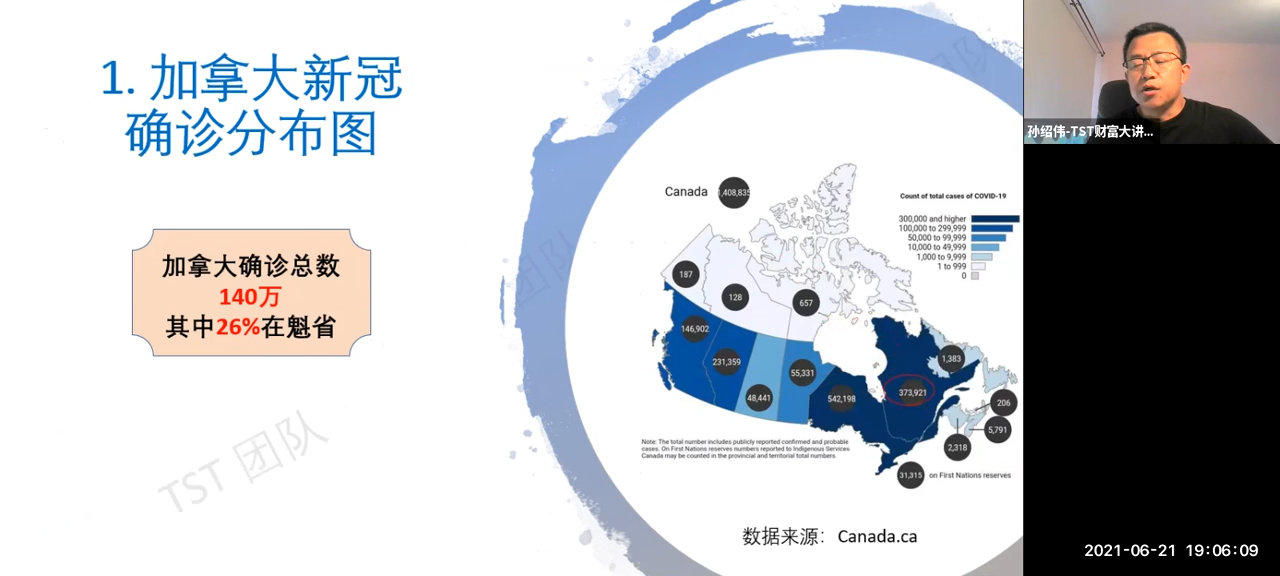 1. 加拿大新冠
确诊分布图
加拿大确诊总数
140万
其中26%在魁省
TST 团队
团队
团队
Canada
1,408,835
Count of total cases of COVID-19
300,000 and higher
100,000 to 299,999
50,000 to 99,999
10,000 to 49,999
1,000 to 9,999
1 to 999
0
187
128
657
146,902
231,359
48,441
55,331
542,198
373,921
1,383
206
5,791
2,318
31,315
on First Nations reserves
Note: The total number includes publicly reported confirmed and probable
cases. On First Nations reserves numbers reported to Indigenous Services
Canada may be counted in the provincial and territorial total numbers.
数据来源： Canada.ca
孙绍伟-TST财富大讲...
2021-06-21 19:06:09